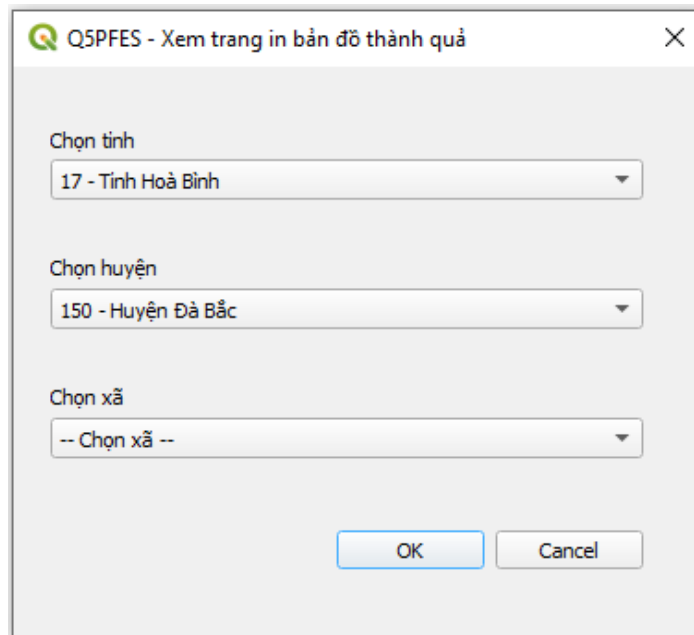 Q5PFES - Xem trang in bản đồ thành quả
Chọn tỉnh
17 - Tỉnh Hoà Bình
Chọn huyện
150 - Huyện Đà Bắc
Chọn xã
-- Chọn xã --
OK
Cancel